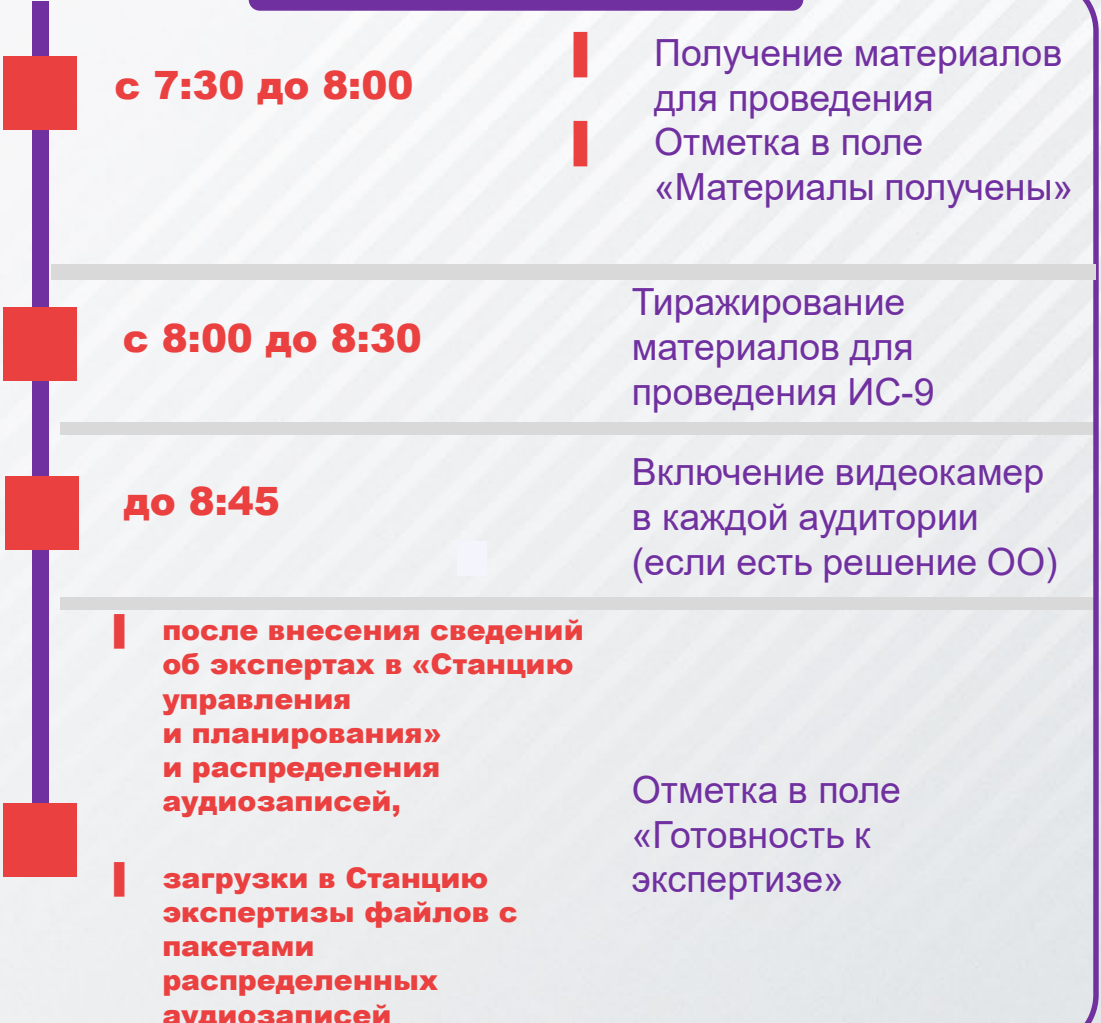 с 7:30 до 8:00
Получение материалов
для проведения
Отметка в поле
«Материалы получены»
с 8:00 до 8:30
Тиражирование
материалов для
проведения ИС-9
до 8:45
Включение видеокамер
в каждой аудитории
(если есть решение ОО)
после внесения сведений
об экспертах в «Станцию
управления
и планирования»
и распределения
аудиозаписей,
загрузки в Станцию
экспертизы файлов с
пакетами
распределенных
аудиозаписей
Отметка в поле
«Готовность к
экспертизе»